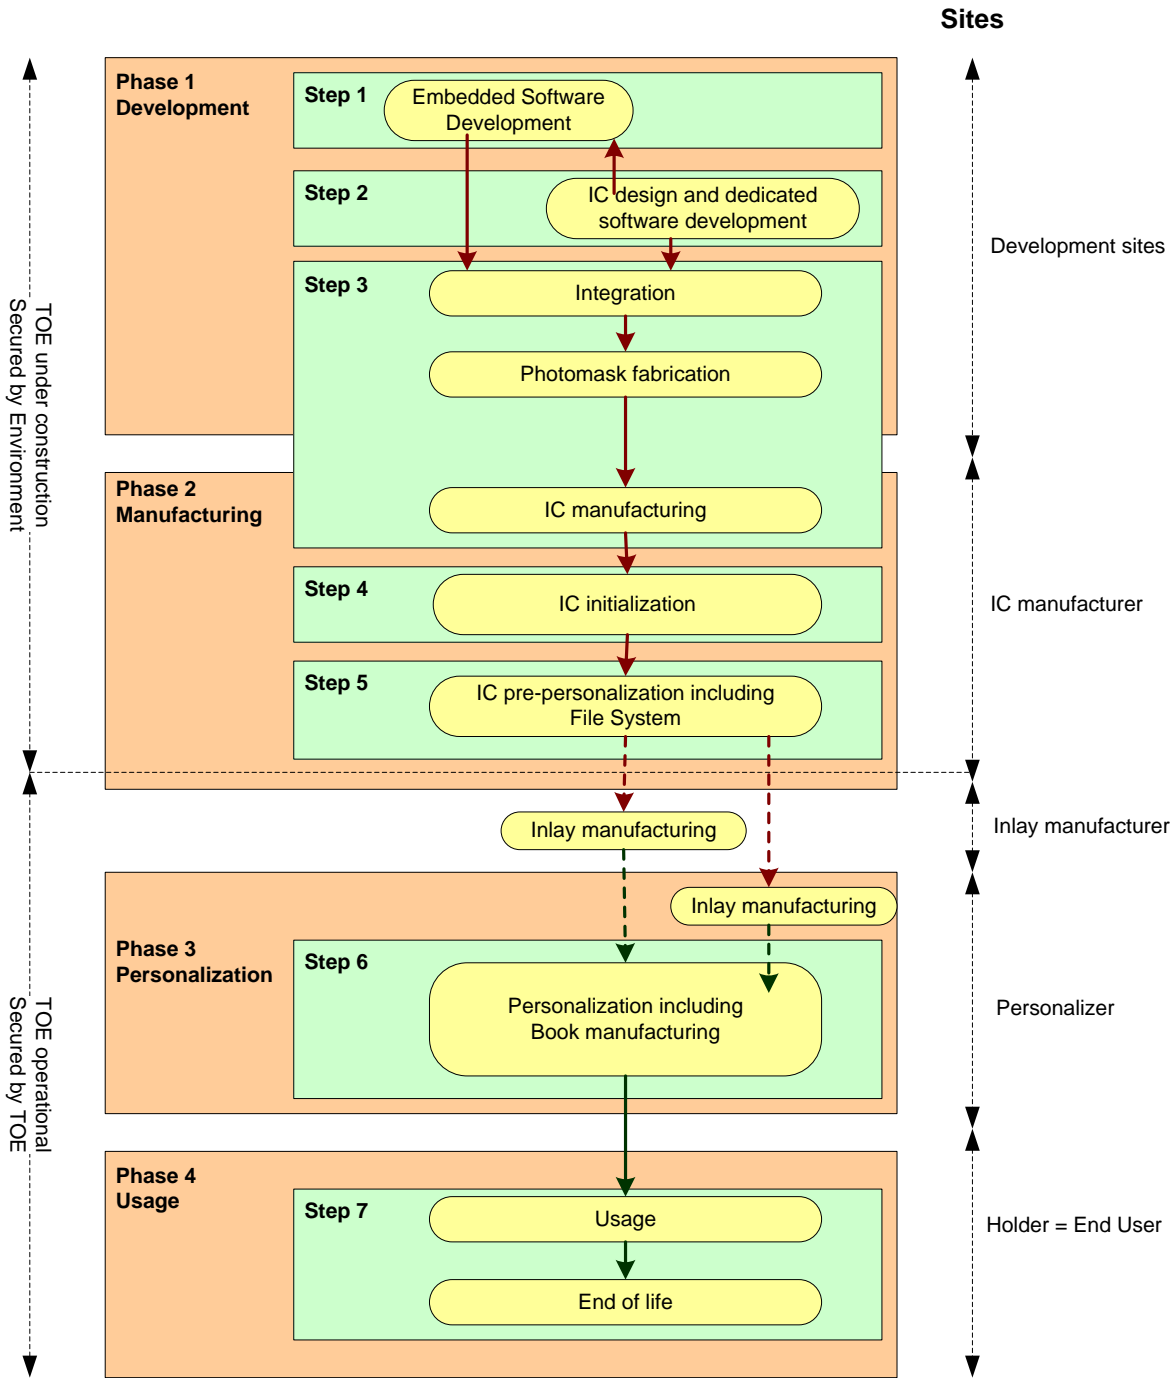 Sites
Phase 1
Development
Step 1
Embedded Software
Development
Step 2
IC design and dedicated
software development
Step 3
Integration
Photomask fabrication
Development sites
TOE under construction
Secured by Environment
Phase 2
Manufacturing
IC manufacturing
Step 4
IC initialization
IC manufacturer
Step 5
IC pre-personalization including
File System
Inlay manufacturing
Inlay manufacturer
Inlay manufacturing
Phase 3
Personalization
Step 6
Personalization including
Book manufacturing
Personalizer
TOE operational
Secured by TOE
Phase 4
Usage
Step 7
Usage
Holder = End User
End of life